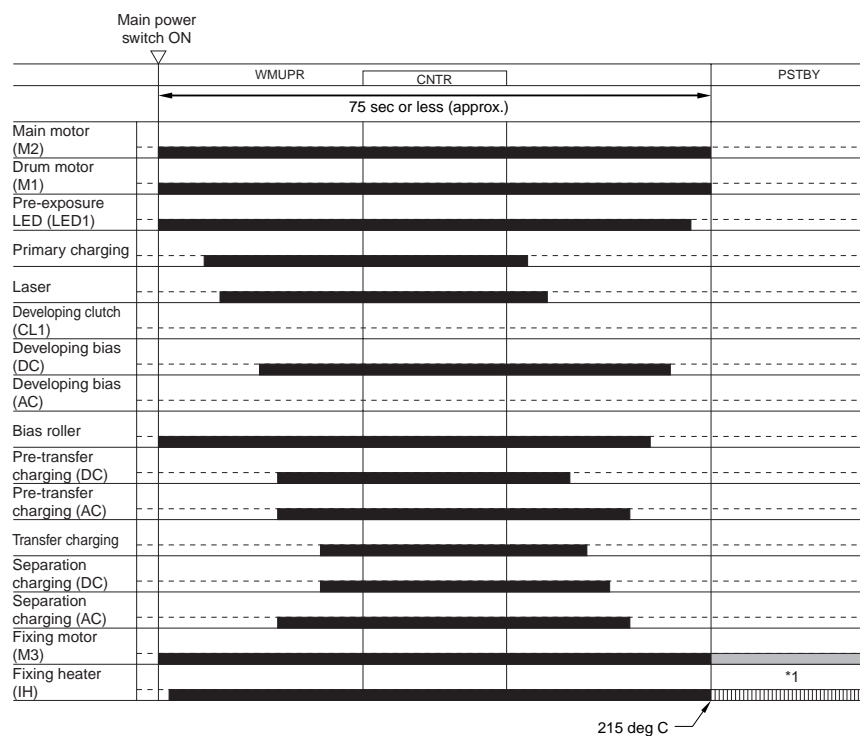 Main power
switch ON
WMUPR
CNTR
PSTBY
75 sec or less (approx.)
Main motor
(M2)
Drum motor
(M1)
Pre-exposure
LED (LED1)
Primary charging
Laser
Developing clutch
(CL1)
Developing bias
(DC)
Developing bias
(AC)
Bias roller
Pre-transfer
charging (DC)
Pre-transfer
charging (AC)
Transfer charging
Separation
charging (DC)
Separation
charging (AC)
Fixing motor
(M3)
Fixing heater
(IH)
*1
215 deg C